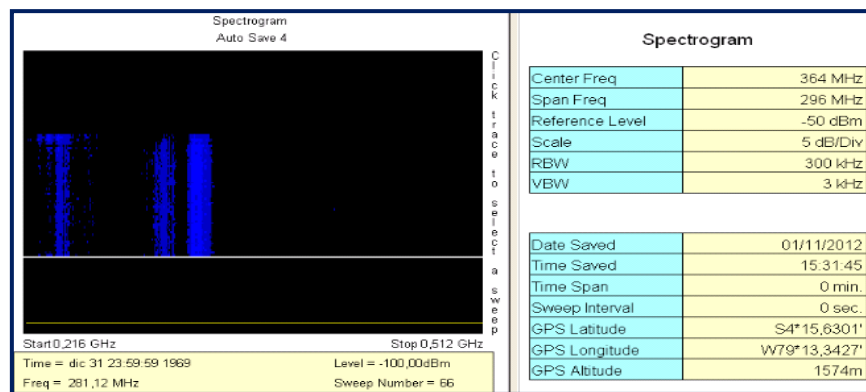 Spectrogram
Auto Save 4
Click trace to select a sweep
Start0,216 GHz Stop 0,512 GHz
Time = dic 31 23:59:59 1969 Level = -100,00dBm
Freq = 281,12 MHz Sweep Number = 66
Spectrogram
Center Freq 364 MHz
Span Freq 296 MHz
Reference Level -50 dBm
Scale 5 dB/Div
RBW 300 kHz
VBW 3 kHz
Date Saved 01/11/2012
Time Saved 15:31:45
Time Span 0 min.
Sweep Interval 0 sec.
GPS Latitude S4*15,6301'
GPS Longitude W79*13,3427'
GPS Altitude 1574m